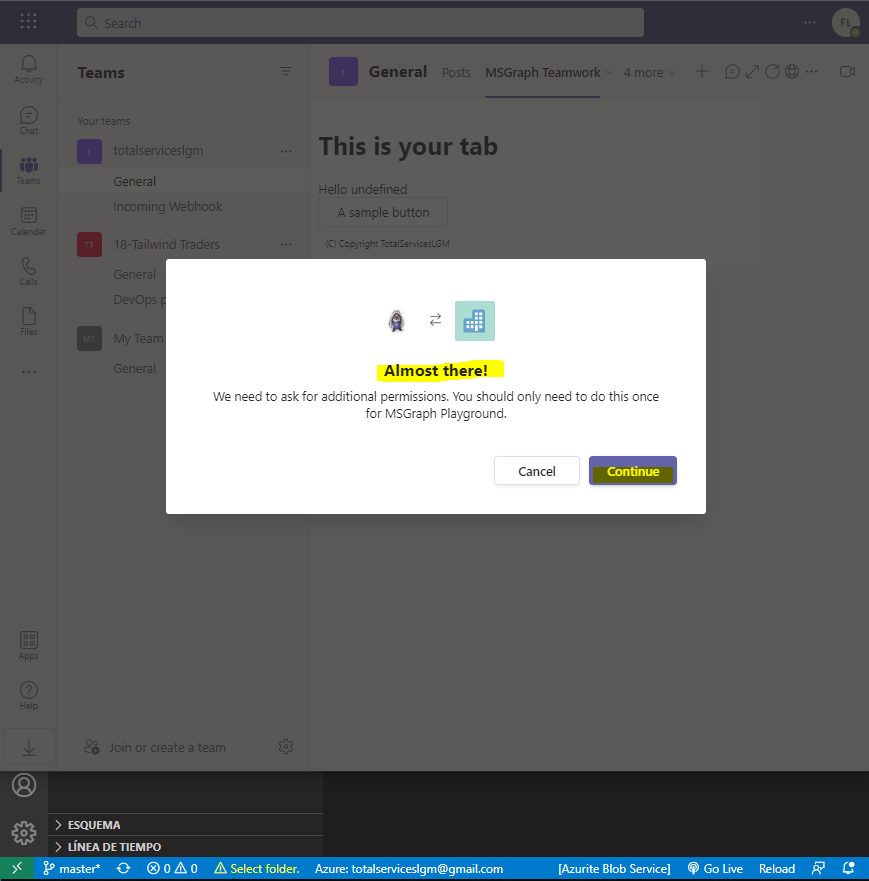 Search
FL
Activity
Chat
Teams
Calendar
Calls
Files
Apps
Help
Teams
Your teams
totalserviceslgm
General
Incoming Webhook
TT
18-Tailwind Traders
General
DevOps p
MT
My Team
General
Join or create a team
General
Posts
MSGraph Teamwork
4 more
This is your tab
Hello undefined
A sample button
(C) Copyright TotalServicesLGM
Almost there!
We need to ask for additional permissions. You should only need to do this once
for MSGraph Playground.
Cancel
Continue
ESQUEMA
LÍNEA DE TIEMPO
master*
0
0
Select folder.
Azure: totalserviceslgm@gmail.com
[Azurite Blob Service]
Go Live
Reload